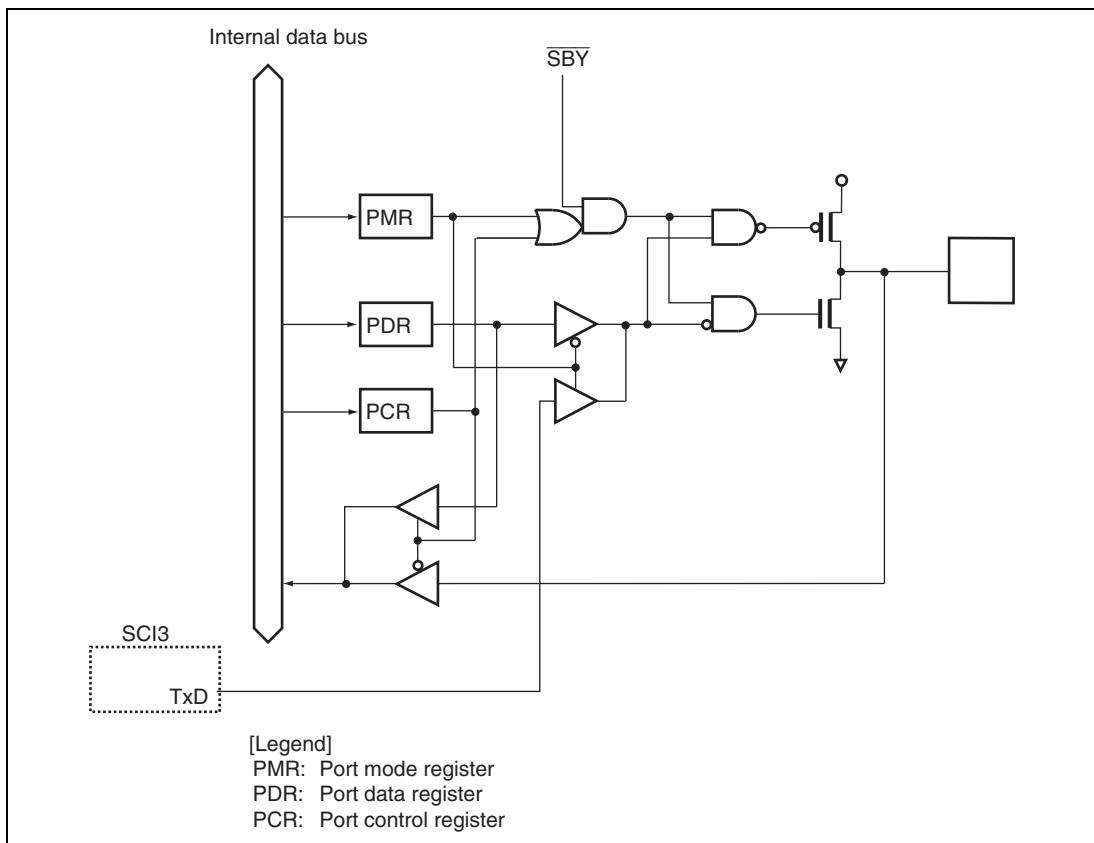 Internal data bus
S̅B̅Y̅
PMR
PDR
PCR
SCI3
TxD
[Legend]
PMR: Port mode register
PDR: Port data register
PCR: Port control register